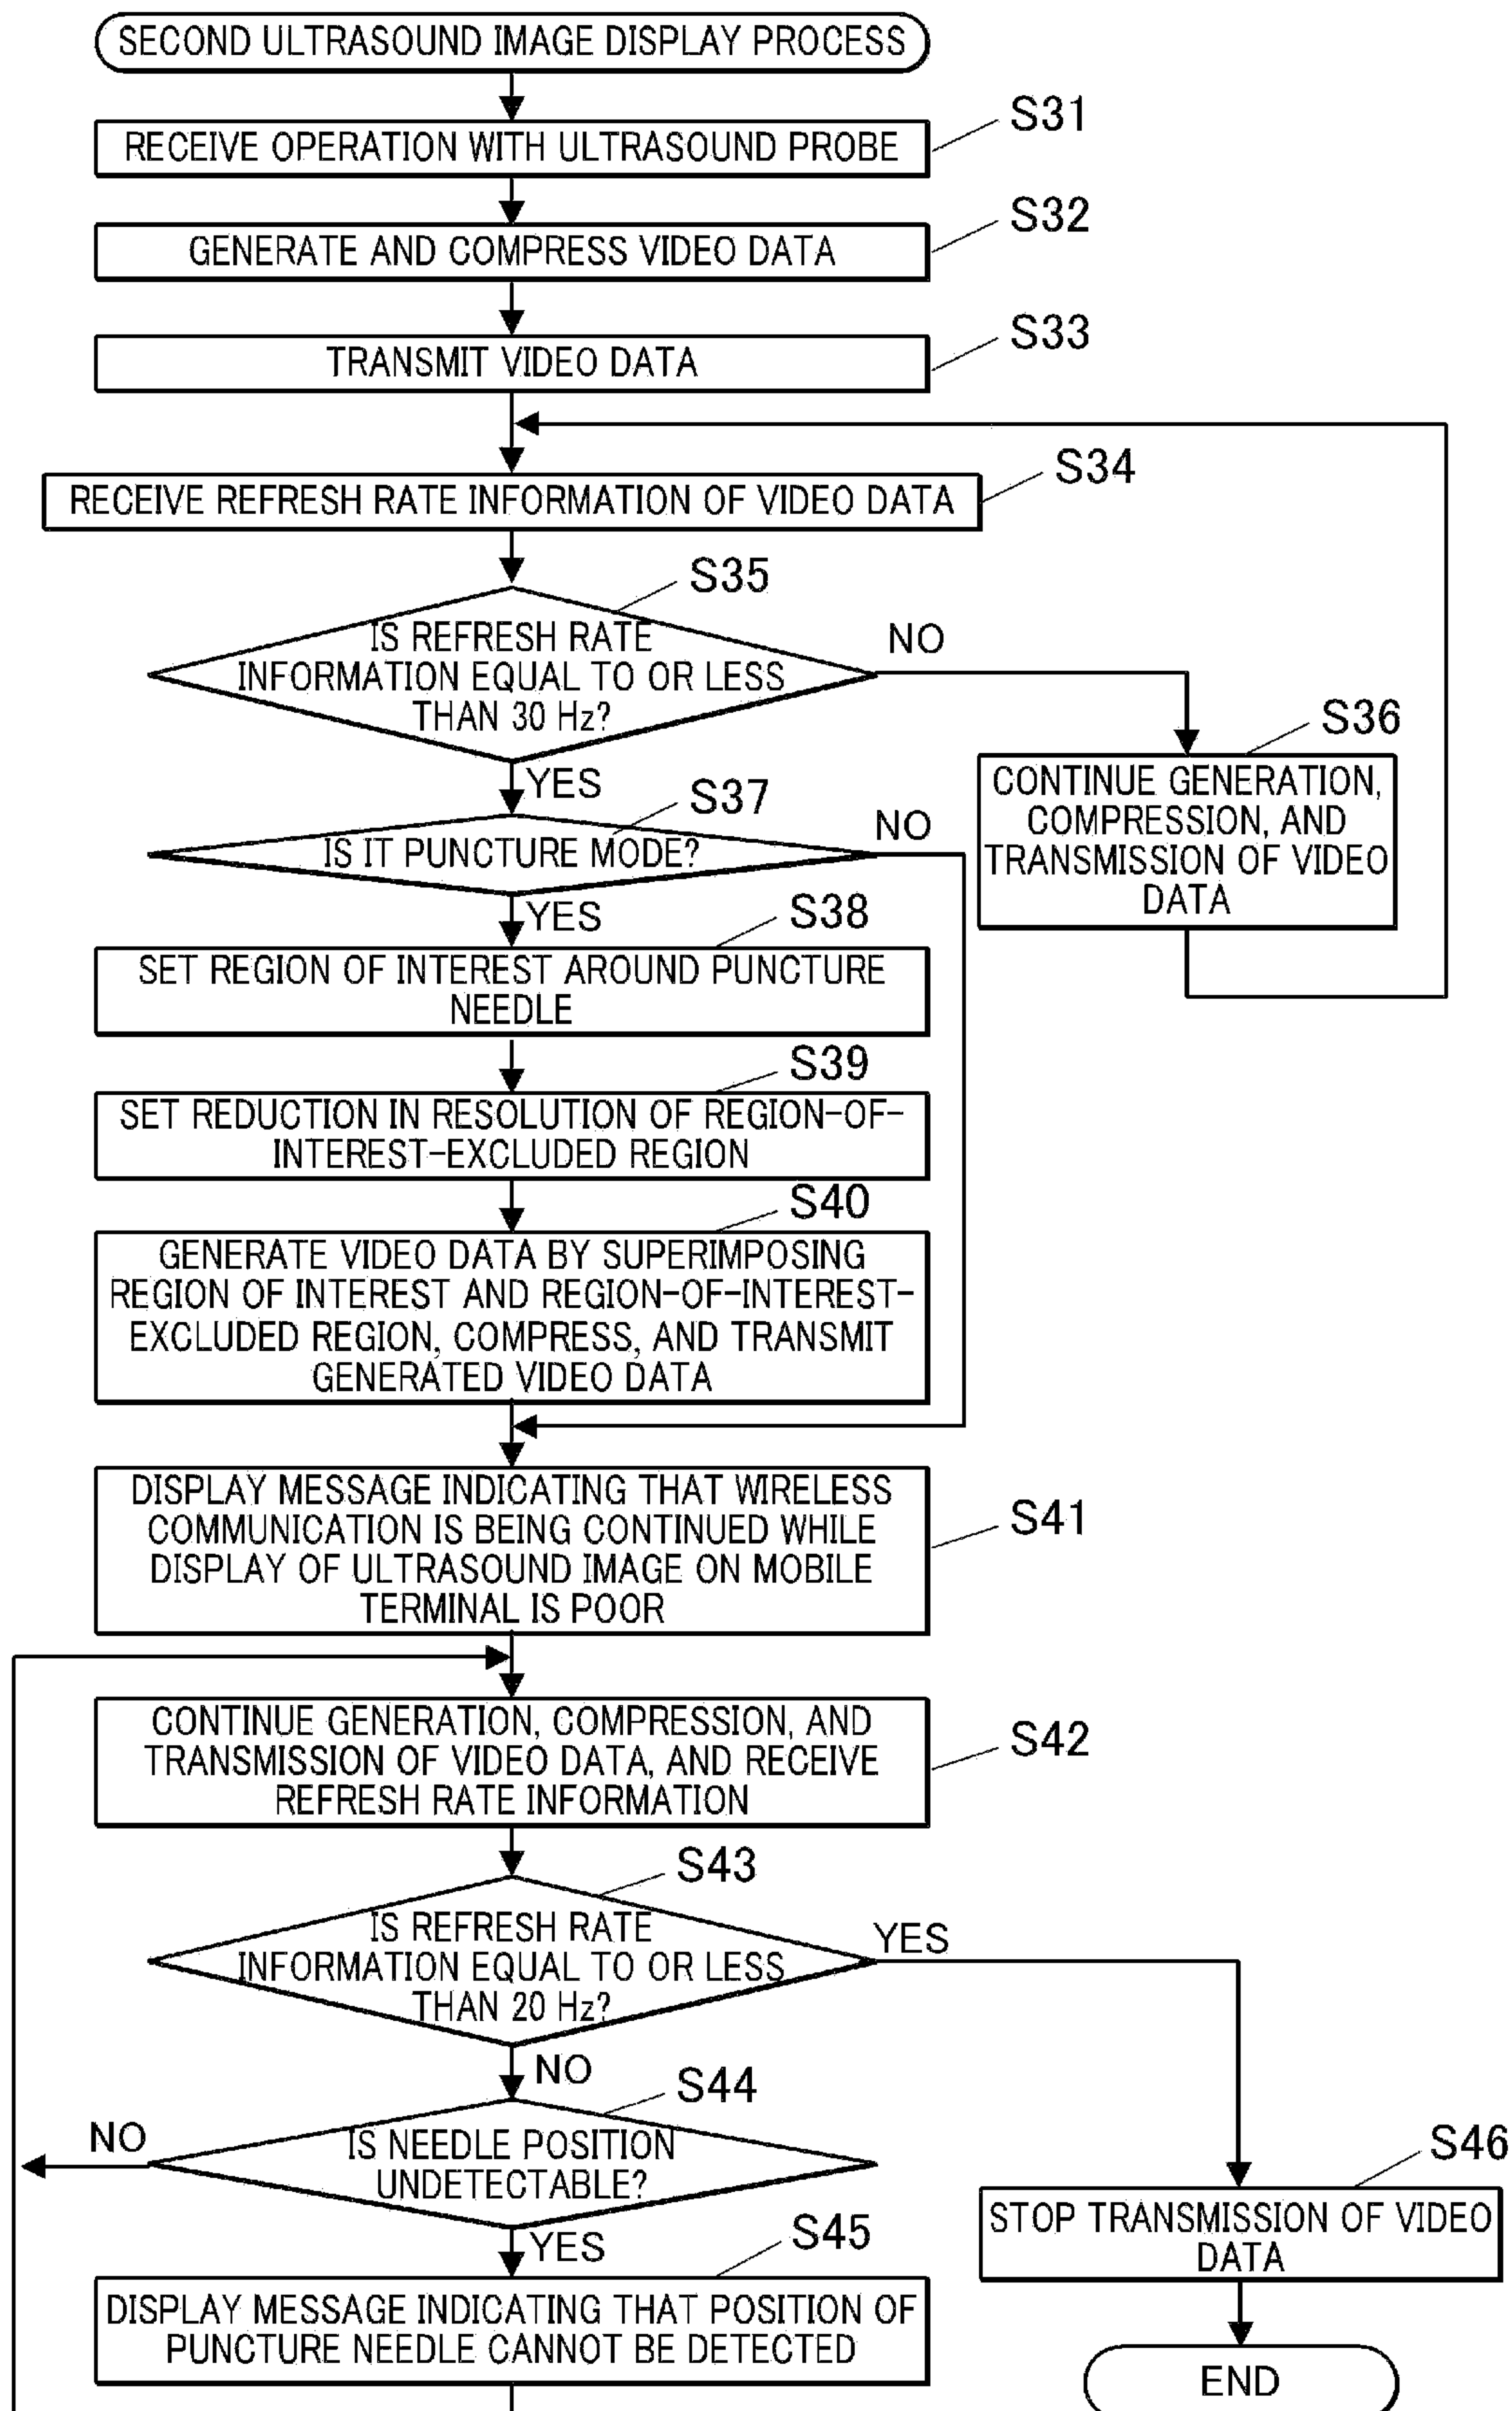 SECOND ULTRASOUND IMAGE DISPLAY PROCESS
S31
RECEIVE OPERATION WITH ULTRASOUND PROBE
S32
GENERATE AND COMPRESS VIDEO DATA
S33
TRANSMIT VIDEO DATA
S34
RECEIVE REFRESH RATE INFORMATION OF VIDEO DATA
S35
IS REFRESH RATE
INFORMATION EQUAL TO OR LESS
THAN 30 Hz?
NO
YES
S36
CONTINUE GENERATION,
COMPRESSION, AND
TRANSMISSION OF VIDEO
DATA
S37
IS IT PUNCTURE MODE?
NO
YES
S38
SET REGION OF INTEREST AROUND PUNCTURE
NEEDLE
S39
SET REDUCTION IN RESOLUTION OF REGION-OF-
INTEREST-EXCLUDED REGION
S40
GENERATE VIDEO DATA BY SUPERIMPOSING
REGION OF INTEREST AND REGION-OF-INTEREST-
EXCLUDED REGION, COMPRESS, AND TRANSMIT
GENERATED VIDEO DATA
S41
DISPLAY MESSAGE INDICATING THAT WIRELESS
COMMUNICATION IS BEING CONTINUED WHILE
DISPLAY OF ULTRASOUND IMAGE ON MOBILE
TERMINAL IS POOR
S42
CONTINUE GENERATION, COMPRESSION, AND
TRANSMISSION OF VIDEO DATA, AND RECEIVE
REFRESH RATE INFORMATION
S43
IS REFRESH RATE
INFORMATION EQUAL TO OR LESS
THAN 20 Hz?
YES
NO
S44
IS NEEDLE POSITION
UNDETECTABLE?
NO
YES
S45
DISPLAY MESSAGE INDICATING THAT POSITION OF
PUNCTURE NEEDLE CANNOT BE DETECTED
S46
STOP TRANSMISSION OF VIDEO
DATA
END